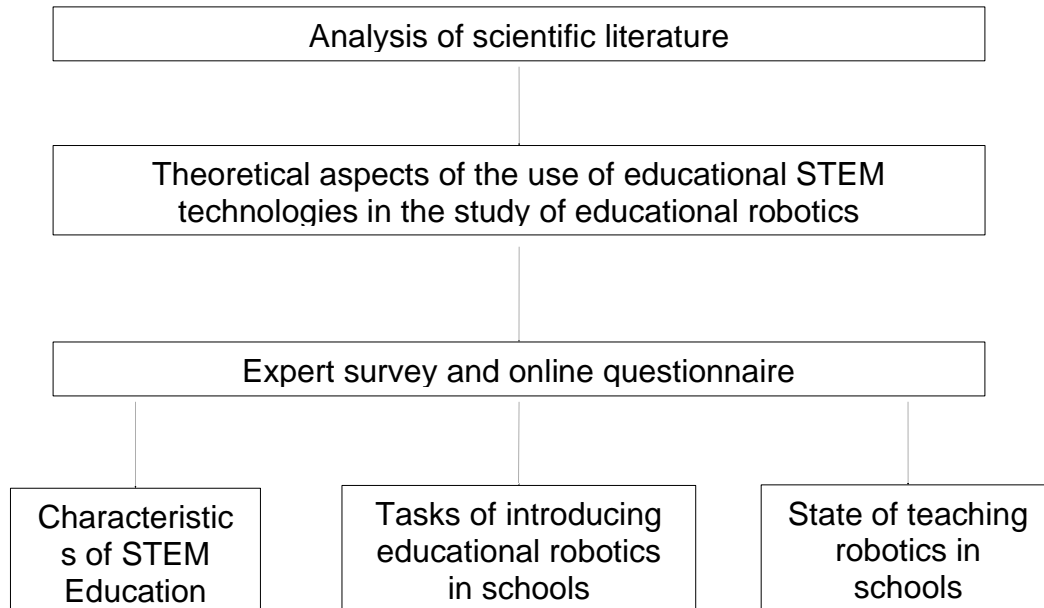 Analysis of scientific literature
Theoretical aspects of the use of educational STEM
technologies in the study of educational robotics
Expert survey and online questionnaire
Characteristic
s of STEM
Education
Tasks of introducing
educational robotics
in schools
State of teaching
robotics in
schools